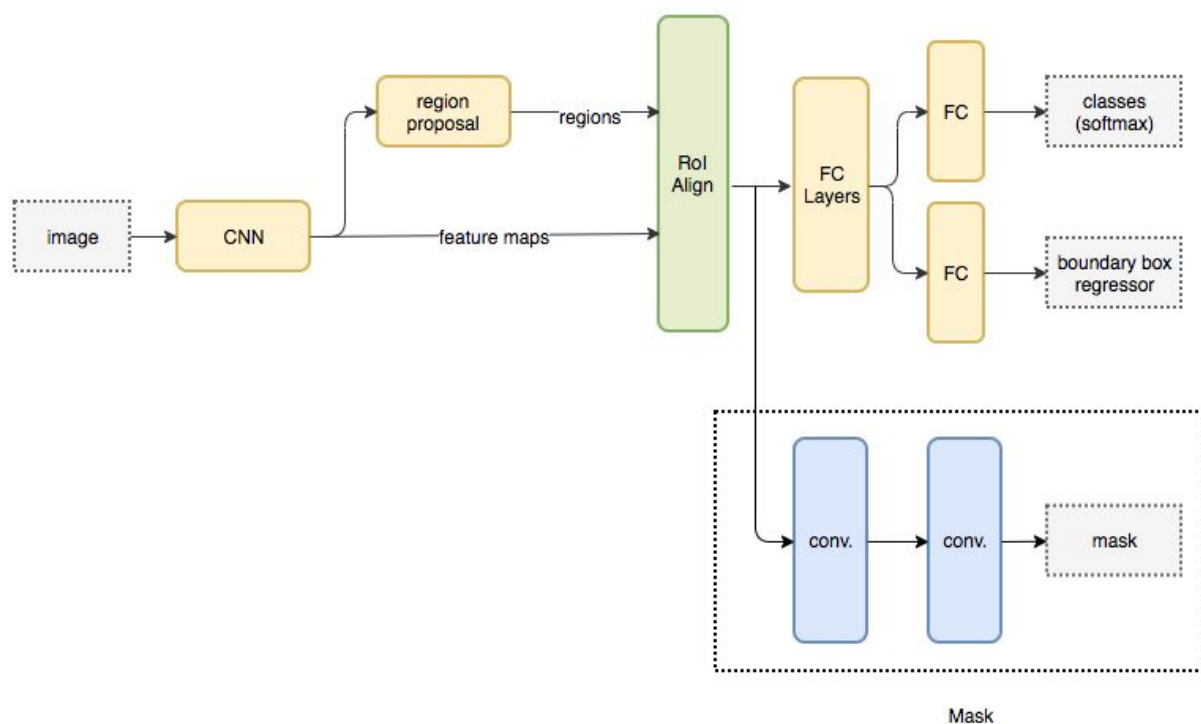 image
CNN
region
proposal
regions
feature maps
RoI
Align
FC
Layers
FC
classes
(softmax)
FC
boundary box
regressor
conv.
conv.
mask
Mask